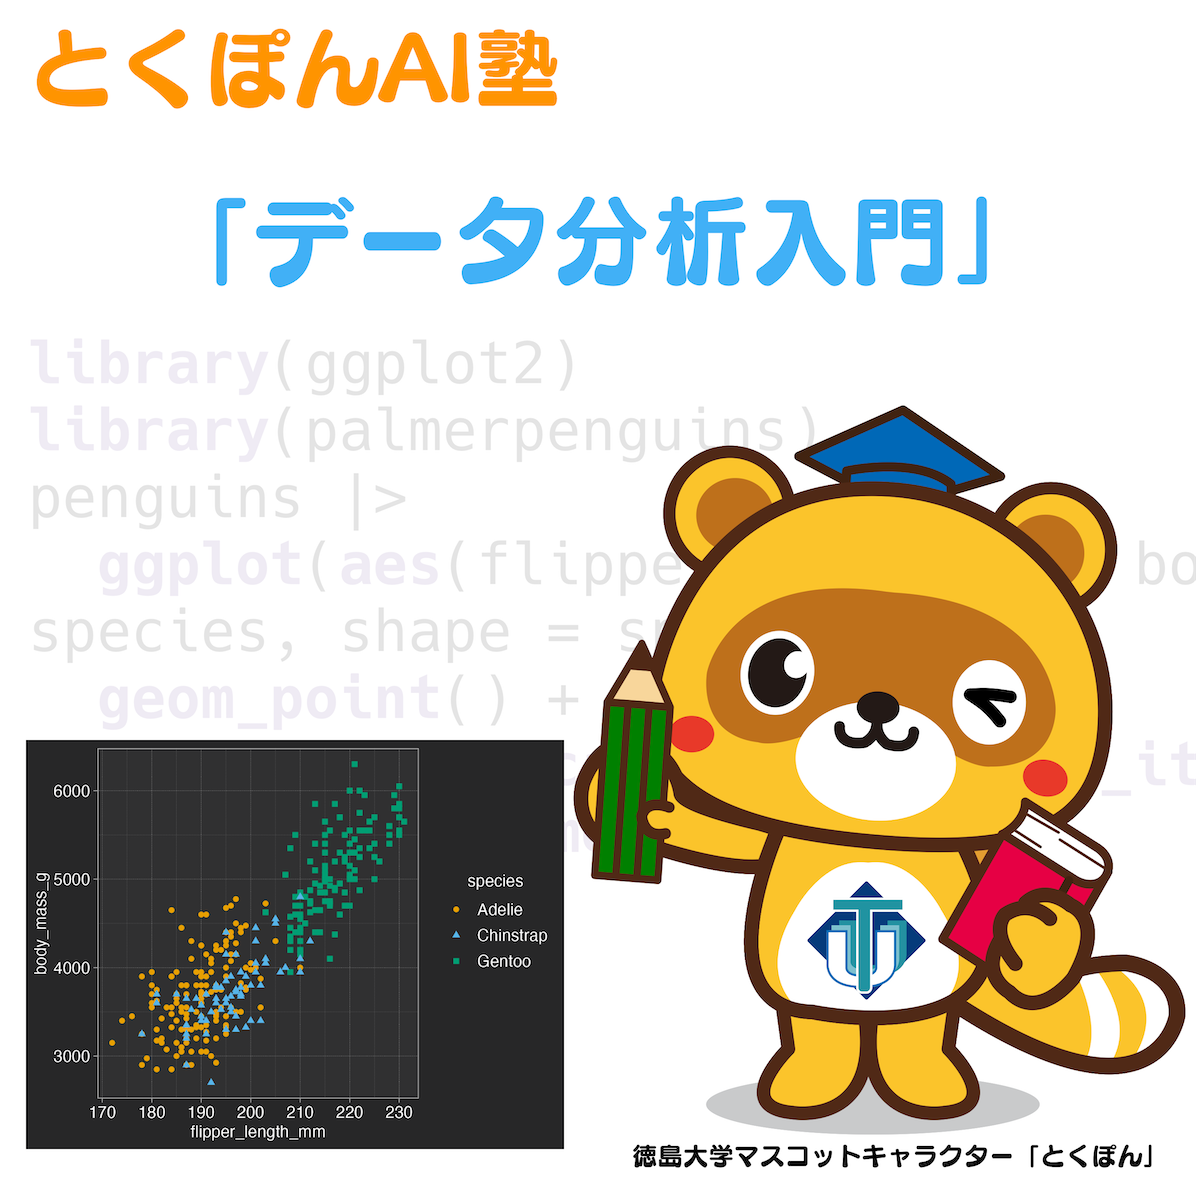 とくぽんAI塾
「データ分析入門」
library(ggplot2)
library(palmerpenguins)
penguins |>
ggplot(aes(flippe bo
species, shape = sp
geom_point() +
_it
6000
5000
4000
3000
body_mass_g
170 180 190 200 210 220 230
flipper_length_mm
species
Adelie
Chinstrap
Gentoo
TU
徳島大学マスコットキャラクター「とくぽん」